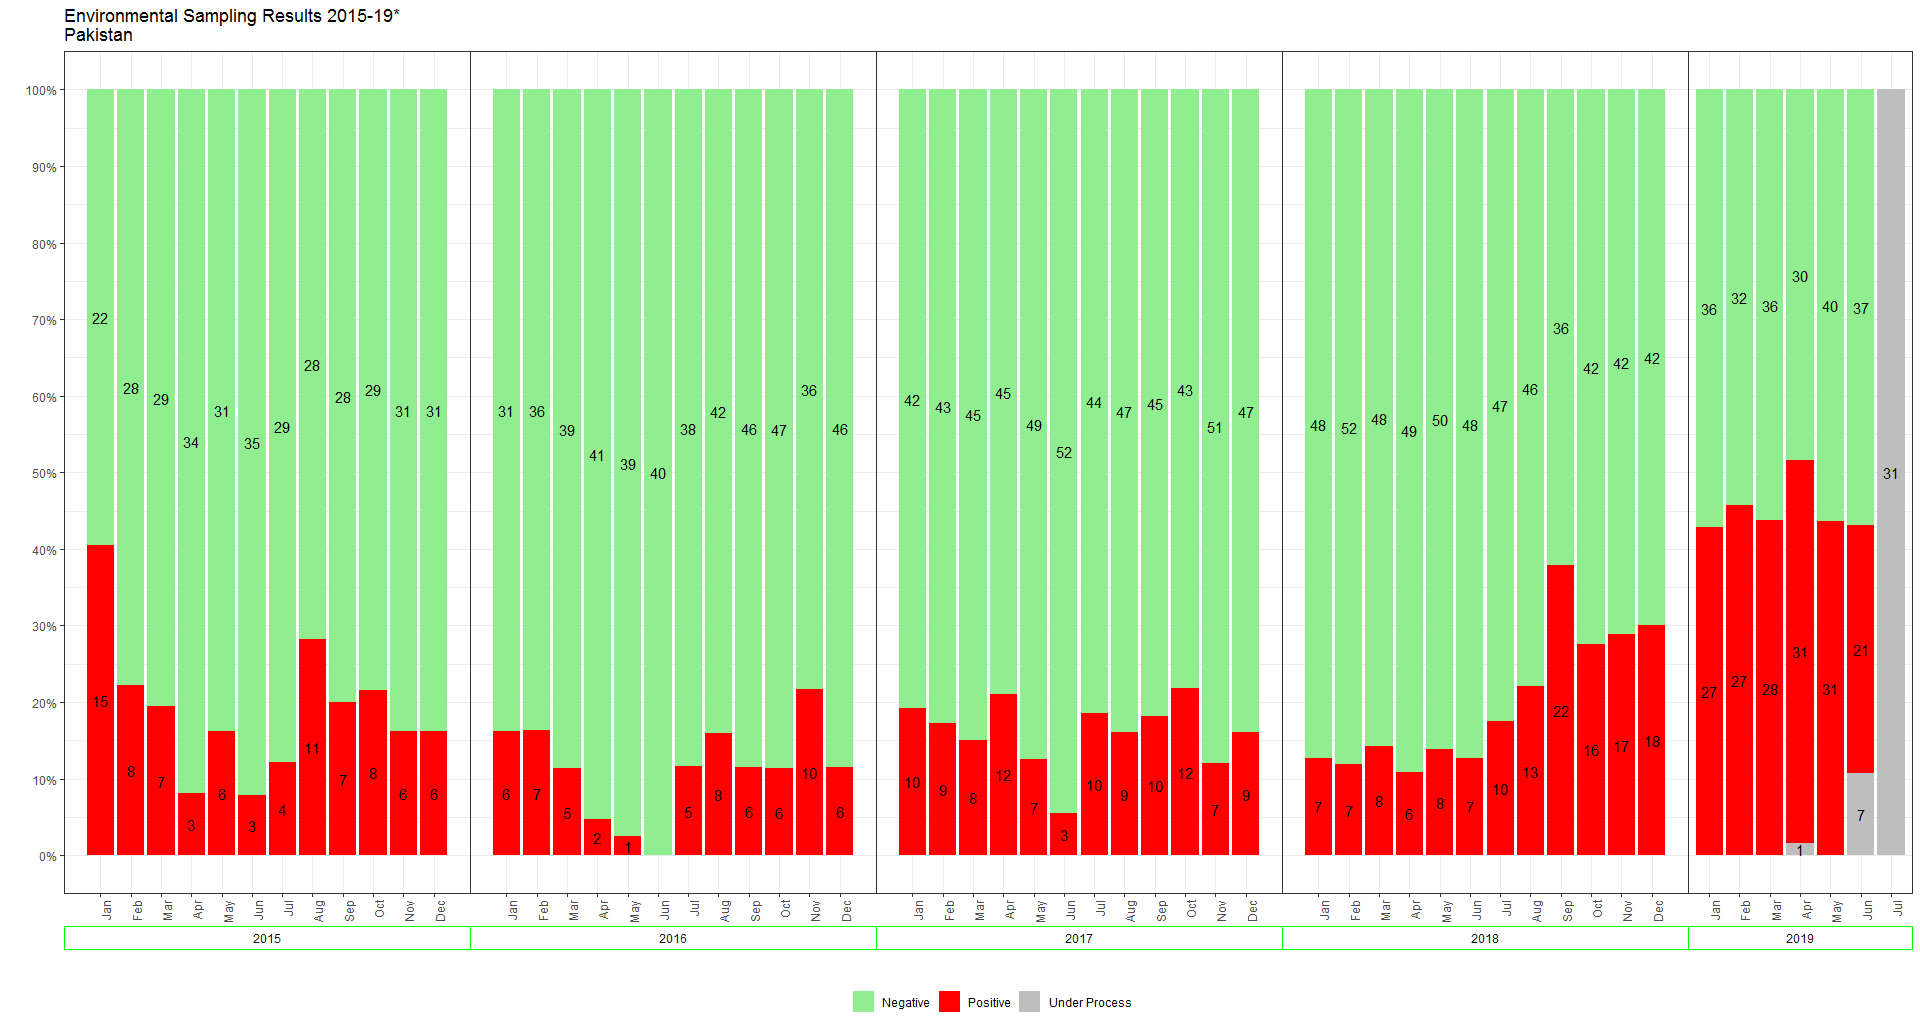 Environmental Sampling Results 2015-19*
Pakistan
100%
90%
80%
70%
60%
50%
40%
30%
20%
10%
0%
22 28 29 34 31 35 29 28 28 29 31 31
15 8 7 3 6 3 4 11 7 8 6 6
31 36 39 41 39 40 38 42 46 47 36 46
6 7 5 2 1 5 8 6 6 10 6
42 43 45 45 49 52 44 47 45 43 51 47
10 9 8 12 7 3 10 9 10 12 7 9
48 52 48 49 50 48 47 46 36 42 42 42
7 7 8 6 8 7 10 13 22 16 17 18
36 32 36 30 40 37
27 27 28 31 31 21
1 7 31
Jan Feb Mar Apr May Jun Jul Aug Sep Oct Nov Dec
Jan Feb Mar Apr May Jun Jul Aug Sep Oct Nov Dec
Jan Feb Mar Apr May Jun Jul Aug Sep Oct Nov Dec
Jan Feb Mar Apr May Jun Jul Aug Sep Oct Nov Dec
Jan Feb Mar Apr May Jun Jul
2015 2016 2017 2018 2019
Negative Positive Under Process